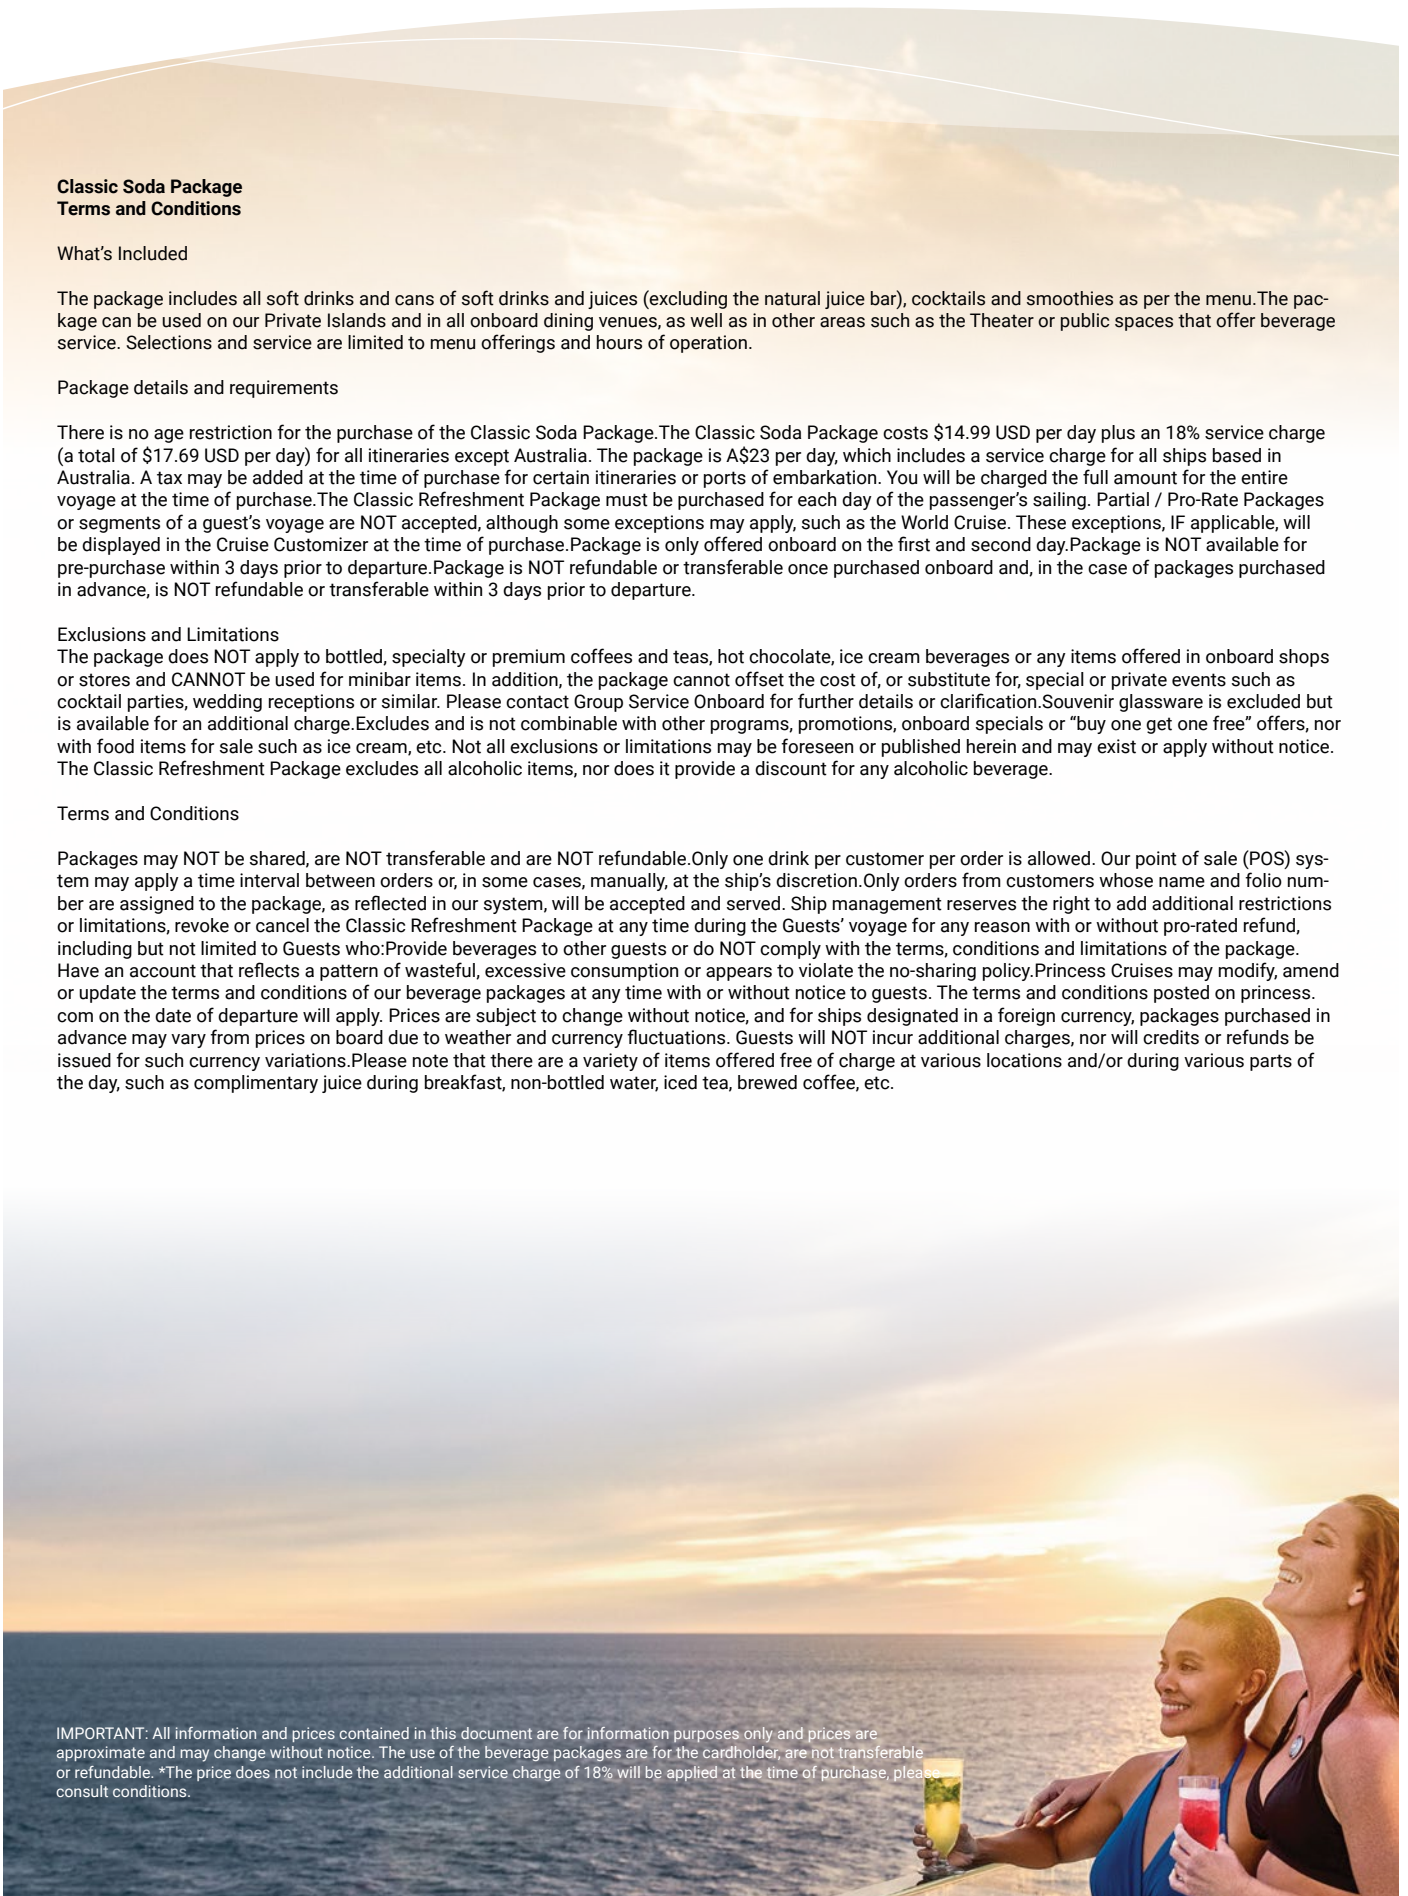 Classic Soda Package
Terms and Conditions
What's Included
The package includes all soft drinks and cans of soft drinks and juices (excluding the natural juice bar), cocktails and smoothies as per the menu.The pac-
kage can be used on our Private Islands and in all onboard dining venues, as well as in other areas such as the Theater or public spaces that offer beverage
service. Selections and service are limited to menu offerings and hours of operation.
Package details and requirements
There is no age restriction for the purchase of the Classic Soda Package.The Classic Soda Package costs $14.99 USD per day plus an 18% service charge
(a total of $17.69 USD per day) for all itineraries except Australia. The package is A$23 per day, which includes a service charge for all ships based in
Australia. A tax may be added at the time of purchase for certain itineraries or ports of embarkation. You will be charged the full amount for the entire
voyage at the time of purchase.The Classic Refreshment Package must be purchased for each day of the passenger's sailing. Partial / Pro-Rate Packages
or segments of a guest's voyage are NOT accepted, although some exceptions may apply, such as the World Cruise. These exceptions, IF applicable, will
be displayed in the Cruise Customizer at the time of purchase.Package is only offered onboard on the first and second day.Package is NOT available for
pre-purchase within 3 days prior to departure.Package is NOT refundable or transferable once purchased onboard and, in the case of packages purchased
in advance, is NOT refundable or transferable within 3 days prior to departure.
Exclusions and Limitations
The package does NOT apply to bottled, specialty or premium coffees and teas, hot chocolate, ice cream beverages or any items offered in onboard shops
or stores and CANNOT be used for minibar items. In addition, the package cannot offset the cost of, or substitute for, special or private events such as
cocktail parties, wedding receptions or similar. Please contact Group Service Onboard for further details or clarification.Souvenir glassware is excluded but
is available for an additional charge.Excludes and is not combinable with other programs, promotions, onboard specials or “buy one get one free” offers, nor
with food items for sale such as ice cream, etc. Not all exclusions or limitations may be foreseen or published herein and may exist or apply without notice.
The Classic Refreshment Package excludes all alcoholic items, nor does it provide a discount for any alcoholic beverage.
Terms and Conditions
Packages may NOT be shared, are NOT transferable and are NOT refundable.Only one drink per customer per order is allowed. Our point of sale (POS) sys-
tem may apply a time interval between orders or, in some cases, manually, at the ship's discretion.Only orders from customers whose name and folio num-
ber are assigned to the package, as reflected in our system, will be accepted and served. Ship management reserves the right to add additional restrictions
or limitations, revoke or cancel the Classic Refreshment Package at any time during the Guests' voyage for any reason with or without pro-rated refund,
including but not limited to Guests who:Provide beverages to other guests or do NOT comply with the terms, conditions and limitations of the package.
Have an account that reflects a pattern of wasteful, excessive consumption or appears to violate the no-sharing policy.Princess Cruises may modify, amend
or update the terms and conditions of our beverage packages at any time with or without notice to guests. The terms and conditions posted on princess.
com on the date of departure will apply. Prices are subject to change without notice, and for ships designated in a foreign currency, packages purchased in
advance may vary from prices on board due to weather and currency fluctuations. Guests will NOT incur additional charges, nor will credits or refunds be
issued for such currency variations.Please note that there are a variety of items offered free of charge at various locations and/or during various parts of
the day, such as complimentary juice during breakfast, non-bottled water, iced tea, brewed coffee, etc.
IMPORTANT: All information and prices contained in this document are for information purposes only and prices are
approximate and may change without notice. The use of the beverage packages are for the cardholder, are not transferable
or refundable. *The price does not include the additional service charge of 18% will be applied at the time of purchase, please
consult conditions.